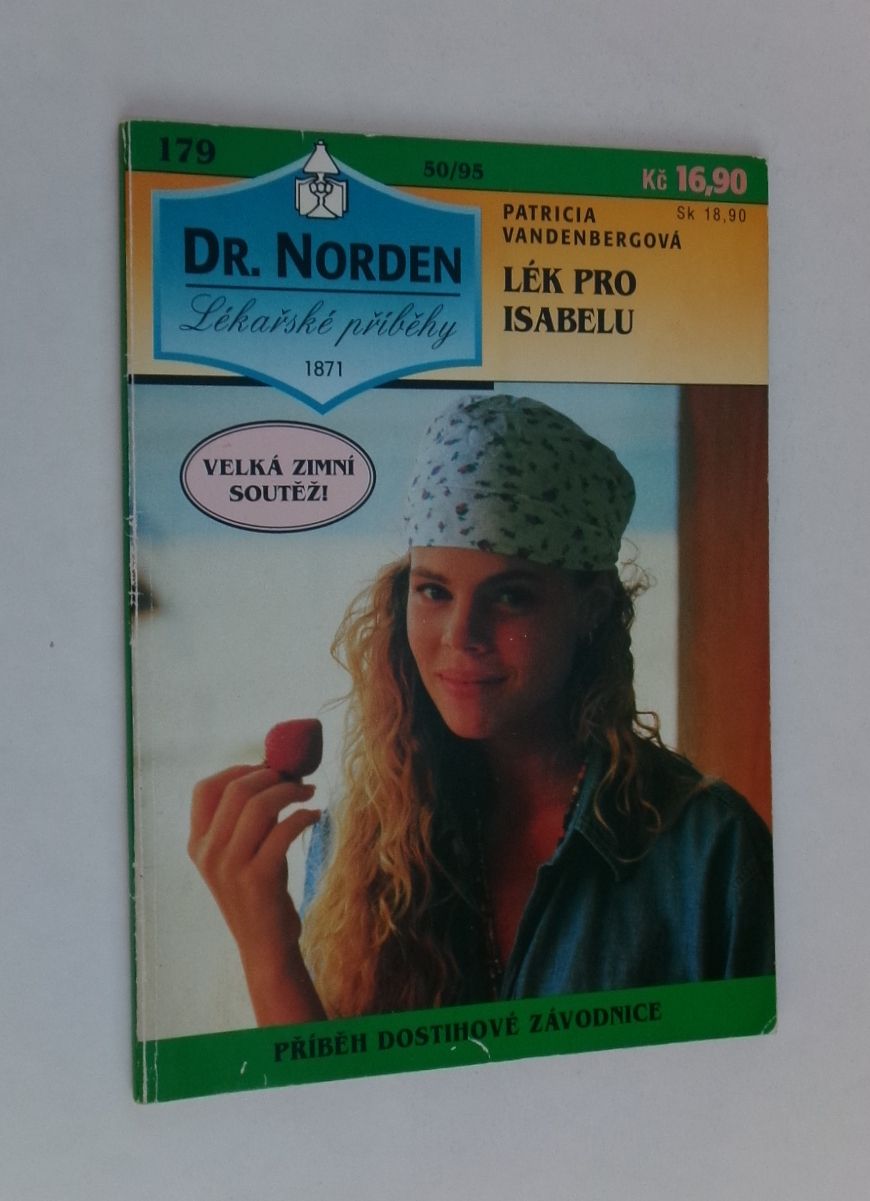 179
50/95
Kč 16,90
Sk 18,90
DR. NORDEN
Lékařské příběhy
1871
PATRICIA
VANDENBERGOVÁ
LÉK PRO
ISABELU
VELKÁ ZIMNÍ
SOUTĚŽ!
PŘÍBĚH DOSTIHOVÉ ZÁVODNICE